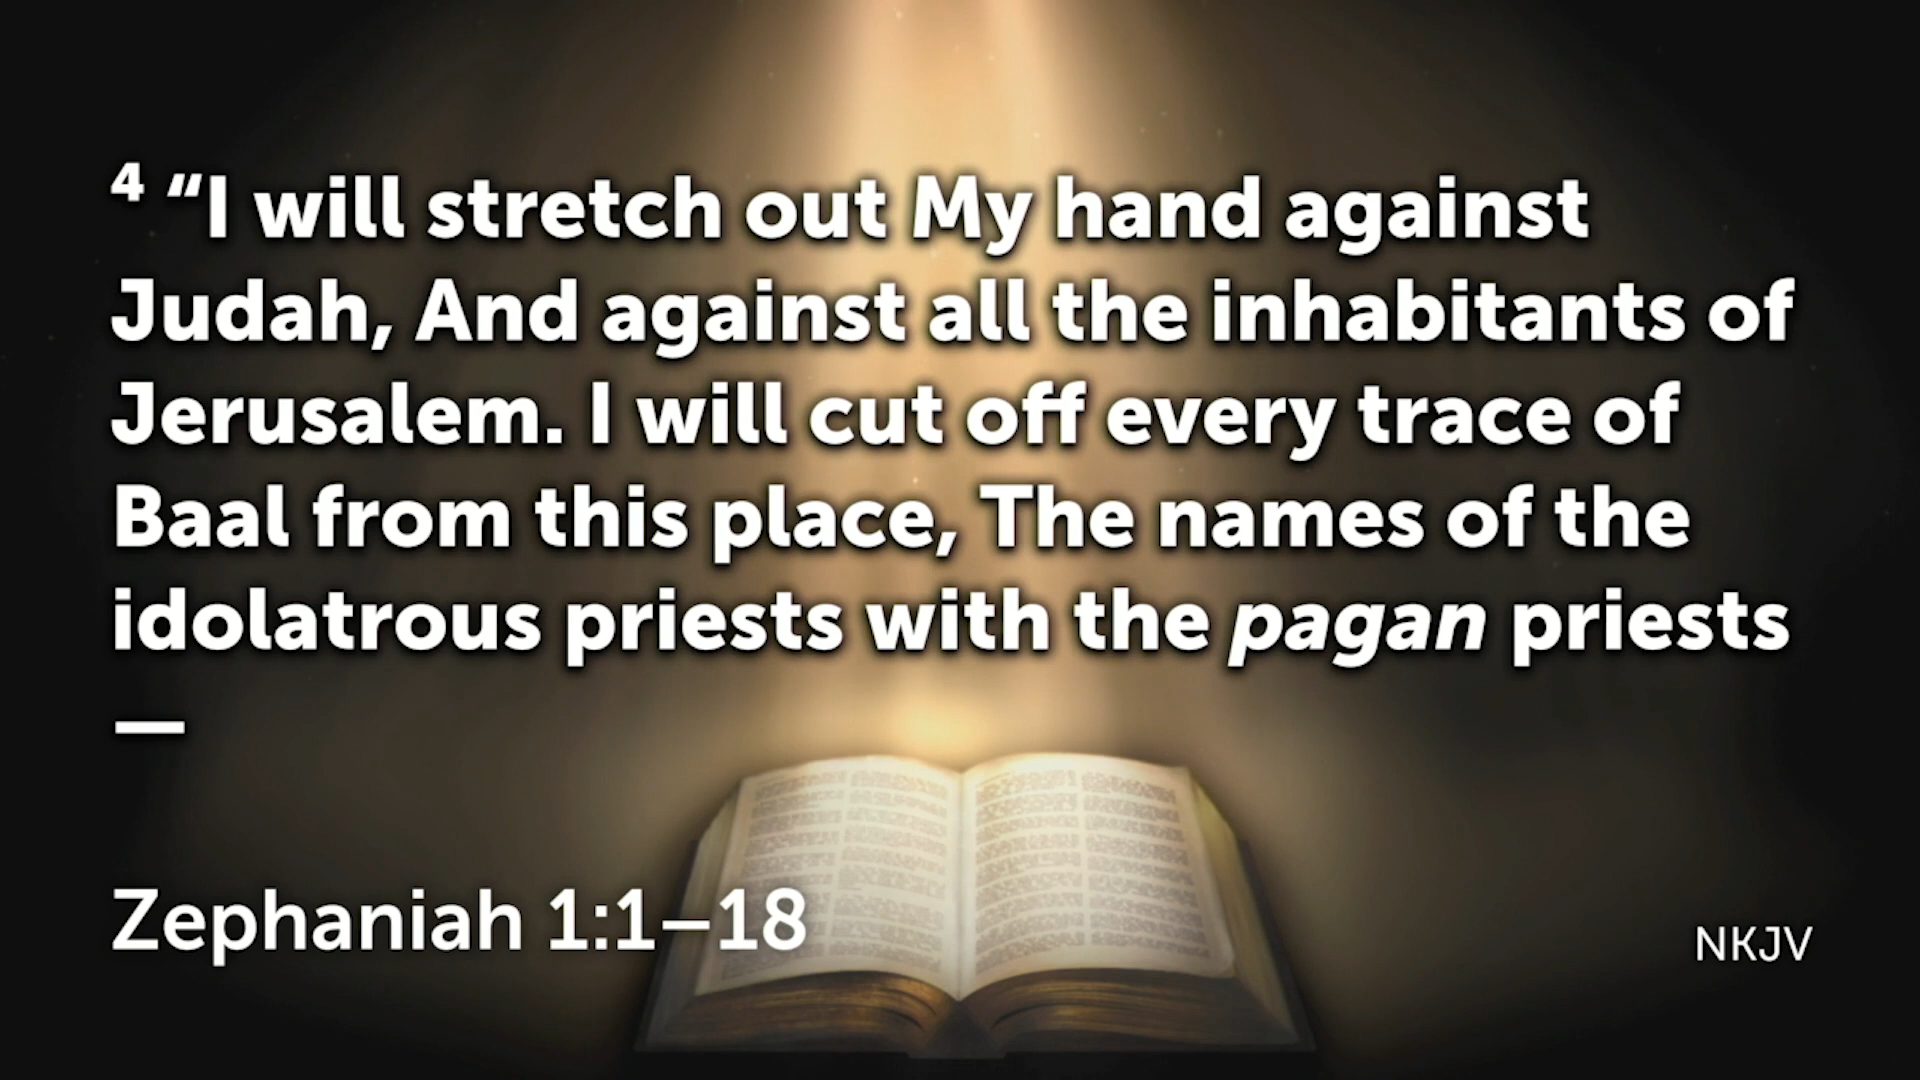 4 “I will stretch out My hand against
Judah, And against all the inhabitants of
Jerusalem. I will cut off every trace of
Baal from this place, The names of the
idolatrous priests with the pagan priests
—
Zephaniah 1:1–18
NKJV